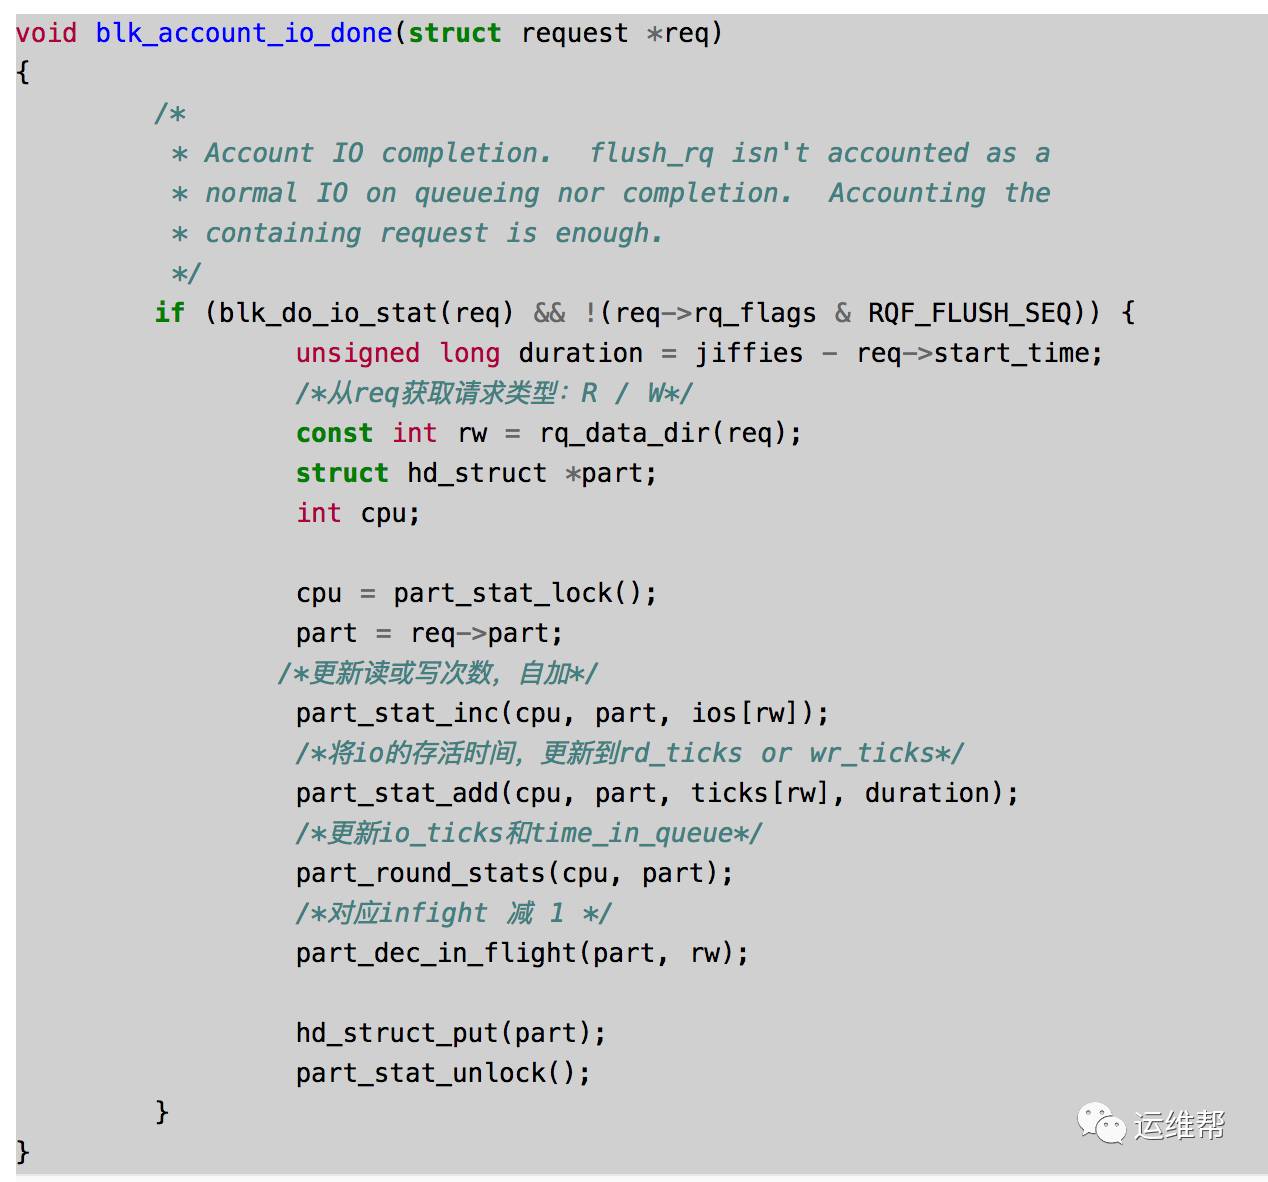 void blk_account_io_done(struct request *req)
{
/*
* Account IO completion.  flush_rq isn't accounted as a
* normal IO on queueing nor completion.  Accounting the
* containing request is enough.
*/
if (blk_do_io_stat(req) && !(req->rq_flags & RQF_FLUSH_SEQ)) {
unsigned long duration = jiffies - req->start_time;
/*从req获取请求类型：R / W*/
const int rw = rq_data_dir(req);
struct hd_struct *part;
int cpu;
cpu = part_stat_lock();
part = req->part;
/*更新读或写次数，自加*/
part_stat_inc(cpu, part, ios[rw]);
/*将io的存活时间，更新到rd_ticks or wr_ticks*/
part_stat_add(cpu, part, ticks[rw], duration);
/*更新io_ticks和time_in_queue*/
part_round_stats(cpu, part);
/*对应infight 减 1 */
part_dec_in_flight(part, rw);
hd_struct_put(part);
part_stat_unlock();
}
运维帮
}